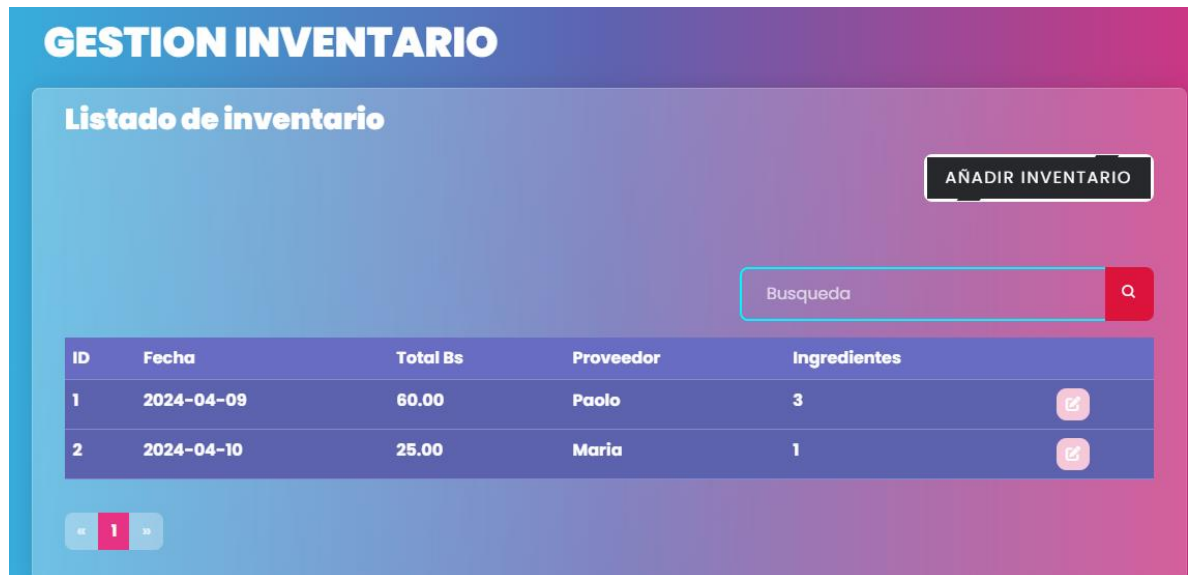 GESTION INVENTARIO
Listado de inventario
AÑADIR INVENTARIO
Busqueda
ID Fecha Total Bs Proveedor Ingredientes
1 2024-04-09 60.00 Paolo 3
2 2024-04-10 25.00 Maria 1
« 1 »